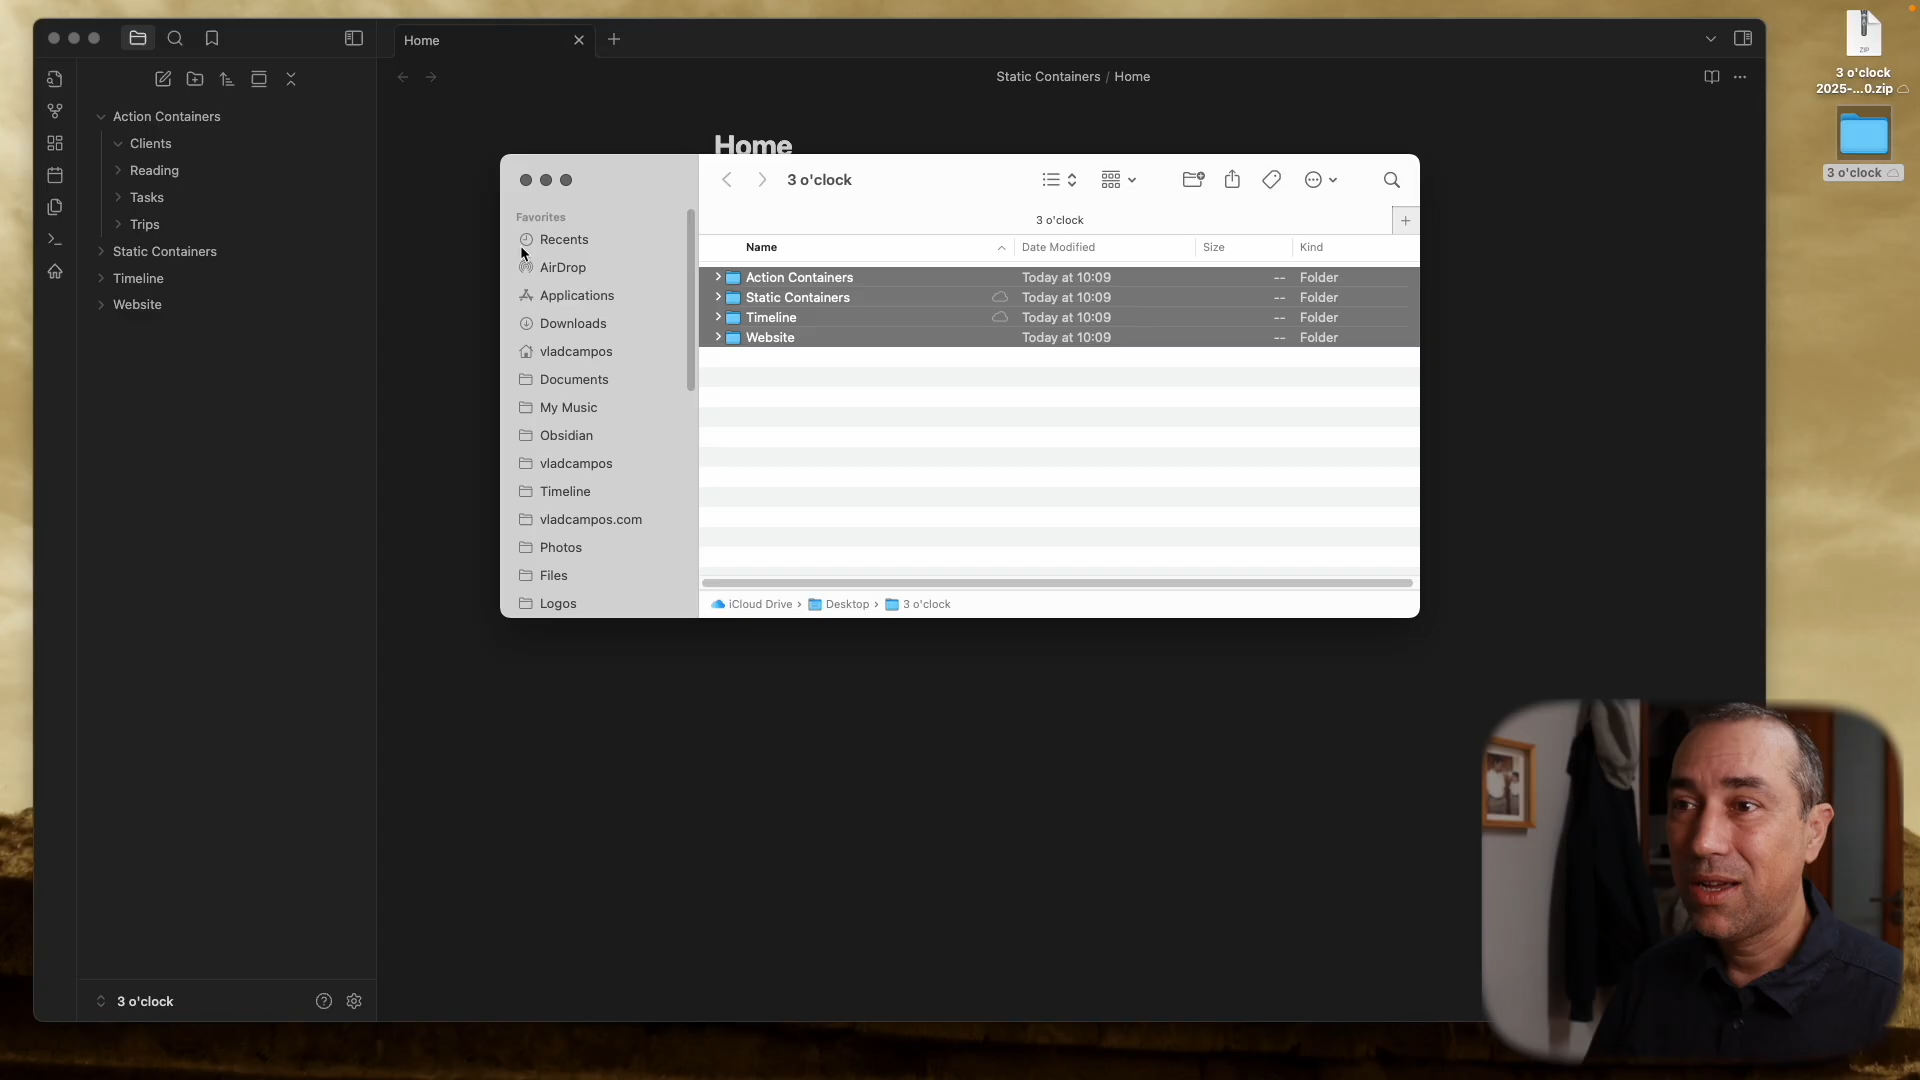 Home
Static Containers / Home
Action Containers
Clients
Reading
Tasks
Trips
Static Containers
Timeline
Website
3 o'clock
Home
3 o'clock
3 o'clock
Favorites
Recents
AirDrop
Applications
Downloads
vladcampos
Documents
My Music
Obsidian
vladcampos
Timeline
vladcampos.com
Photos
Files
Logos
Name Date Modified Size Kind
Action Containers Today at 10:09 -- Folder
Static Containers Today at 10:09 -- Folder
Timeline Today at 10:09 -- Folder
Website Today at 10:09 -- Folder
iCloud Drive › Desktop › 3 o'clock
ZIP
3 o'clock
2025-...0.zip
3 o'clock